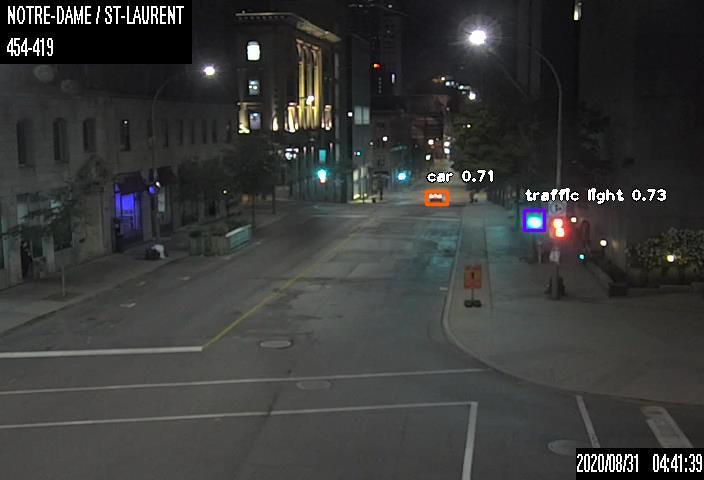 NOTRE-DAME / ST-LAURENT
454-419
car 0.71
traffic light 0.73
2020/08/31 04:41:39